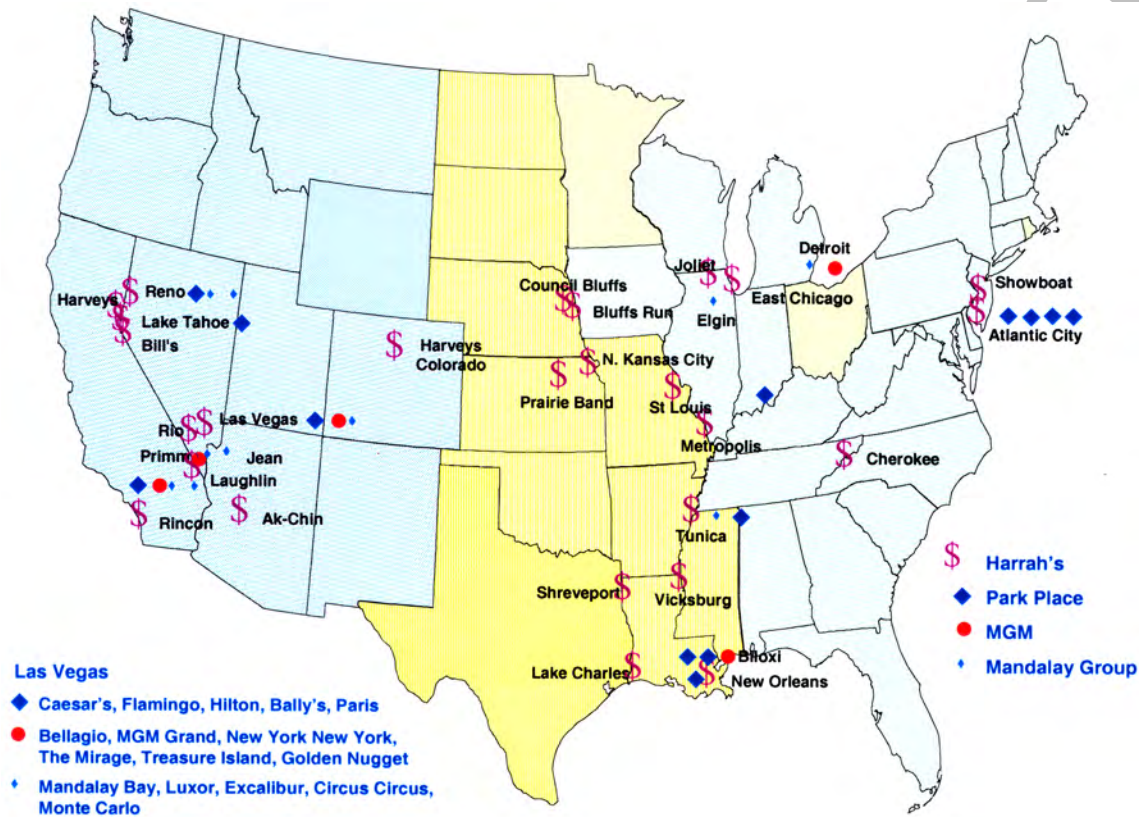 Detroit
Joliet
Showboat
Harveys
Reno
Council Bluffs
East Chicago
Lake Tahoe
Bluffs Run
Elgin
Atlantic City
Bill's
Harveys
Colorado
N. Kansas City
Prairie Band
St Louis
Las Vegas
Rio
Metropolis
Primm
Jean
Cherokee
Laughlin
Rincon
Ak-Chin
Tunica
Harrah's
Shreveport
Vicksburg
Park Place
MGM
Biloxi
Mandalay Group
Lake Charles
New Orleans
Las Vegas
Caesar's, Flamingo, Hilton, Bally's, Paris
Bellagio, MGM Grand, New York New York,
The Mirage, Treasure Island, Golden Nugget
Mandalay Bay, Luxor, Excalibur, Circus Circus,
Monte Carlo